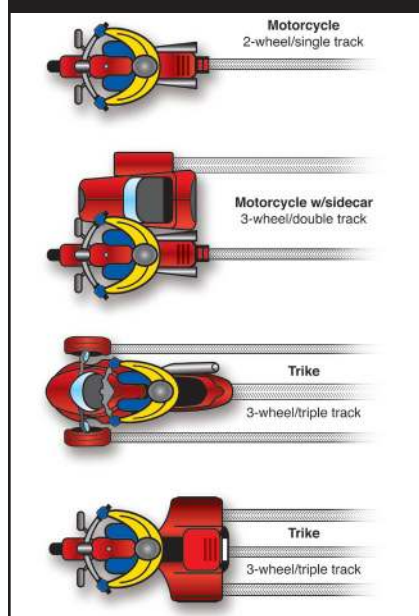 Motorcycle
2-wheel/single track
Motorcycle w/sidecar
3-wheel/double track
Trike
3-wheel/triple track
Trike
3-wheel/triple track